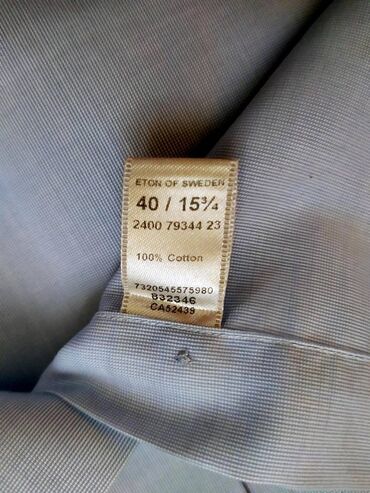 ETON OF SWEDEN
40 / 15¾
2400 79344 23
100% Cotton
7320545575980
B32346
CA52439